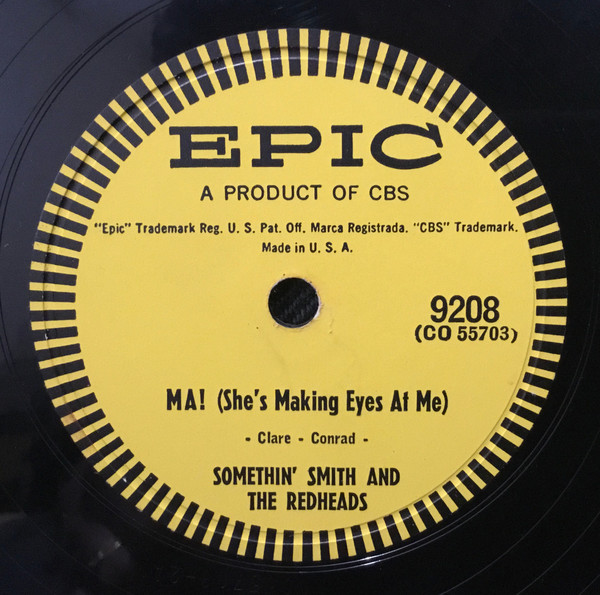 EPIC
A PRODUCT OF CBS
"Epic" Trademark Reg. U. S. Pat. Off. Marca Registrada. "CBS" Trademark.
Made in U. S. A.
9208
(CO 55703)
MA! (She's Making Eyes At Me)
- Clare - Conrad -
SOMETHIN' SMITH AND
THE REDHEADS